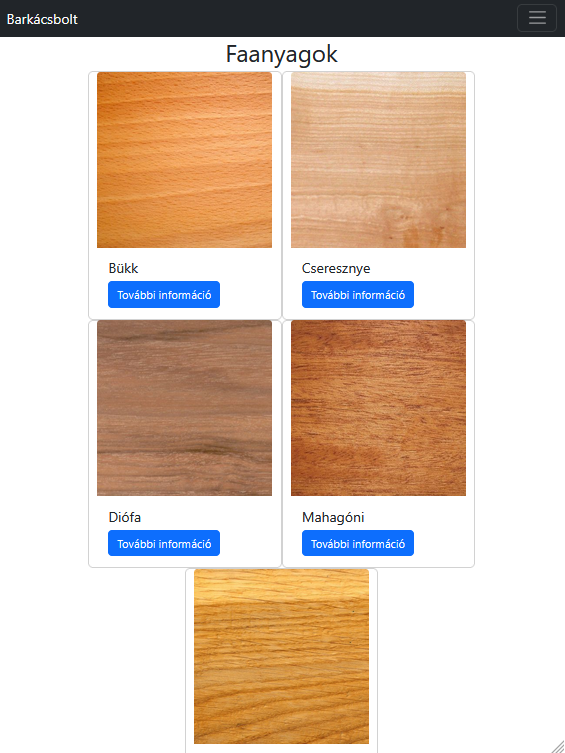 Barkácsbolt
Faanyagok
Bükk
További információ
Cseresznye
További információ
Diófa
További információ
Mahagóni
További információ